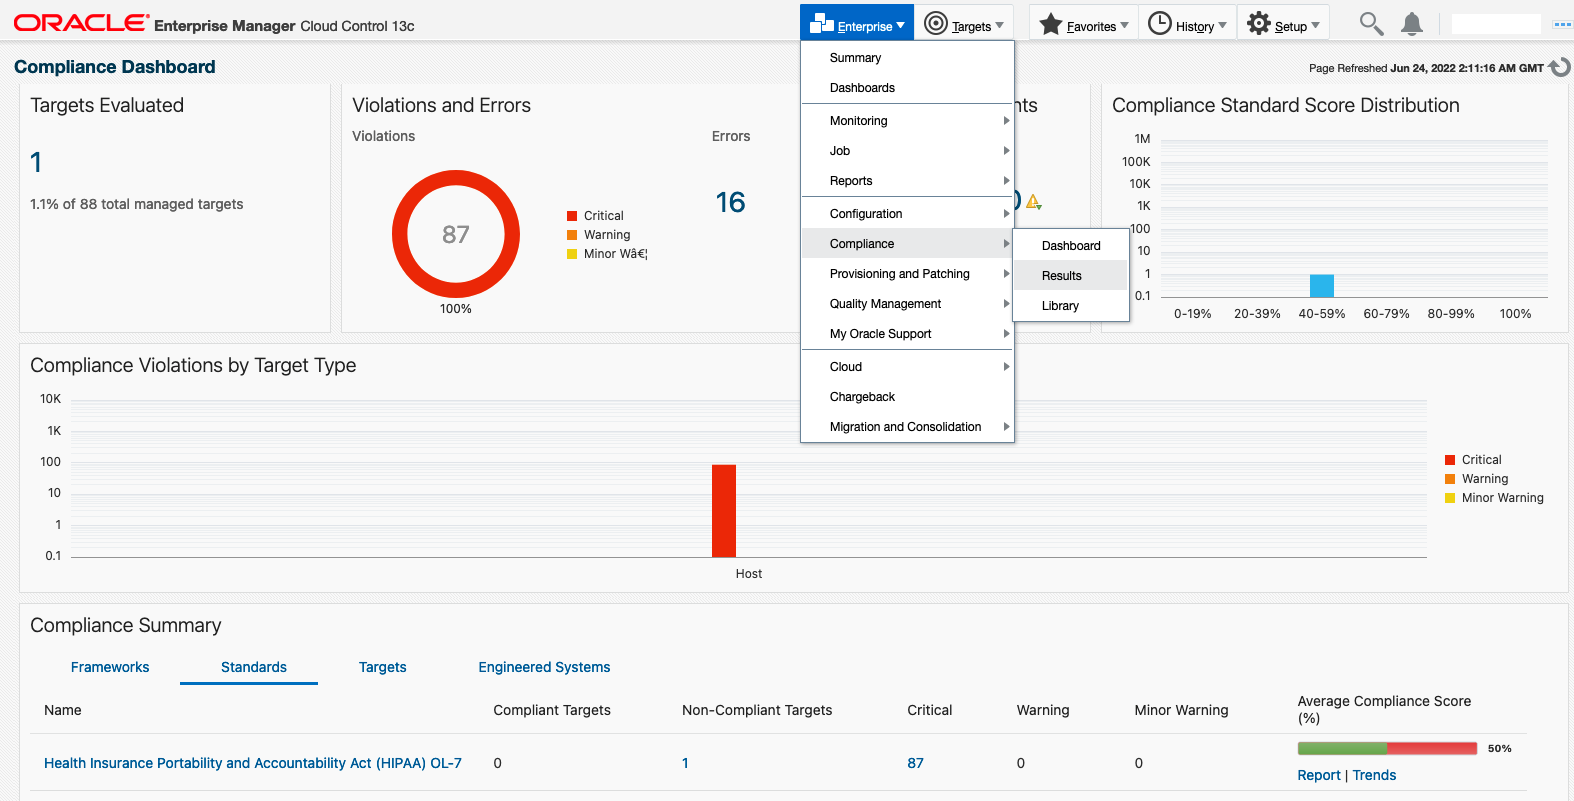 ORACLE® Enterprise Manager Cloud Control 13c
Enterprise
Targets
Favorites
History
Setup
Compliance Dashboard
Page Refreshed Jun 24, 2022 2:11:16 AM GMT
Summary
Dashboards
Monitoring
Job
Reports
Configuration
Compliance
Provisioning and Patching
Quality Management
My Oracle Support
Cloud
Chargeback
Migration and Consolidation
Dashboard
Results
Library
Targets Evaluated
1
1.1% of 88 total managed targets
Violations and Errors
Violations
Errors
87
100%
Critical
Warning
Minor Wâ€¦
16
Compliance Standard Score Distribution
1M
100K
10K
1K
100
10
1
0.1
0-19%
20-39%
40-59%
60-79%
80-99%
100%
Compliance Violations by Target Type
10K
1K
100
10
1
0.1
Host
Critical
Warning
Minor Warning
Compliance Summary
Frameworks
Standards
Targets
Engineered Systems
Name
Compliant Targets
Non-Compliant Targets
Critical
Warning
Minor Warning
Average Compliance Score
(%)
Health Insurance Portability and Accountability Act (HIPAA) OL-7
0
1
87
0
0
50%
Report | Trends